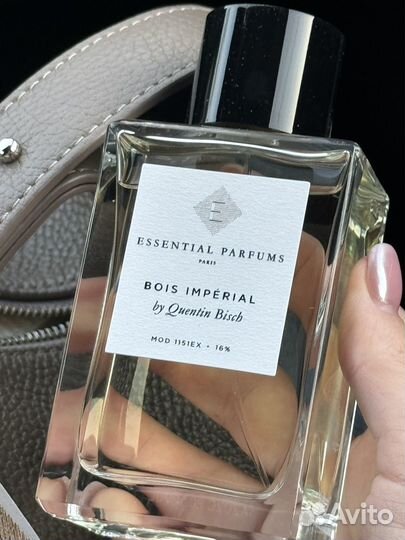 E
ESSENTIAL PARFUMS
PARIS
BOIS IMPÉRIAL
by Quentin Bisch
MOD 1151EX • 16%
Avito